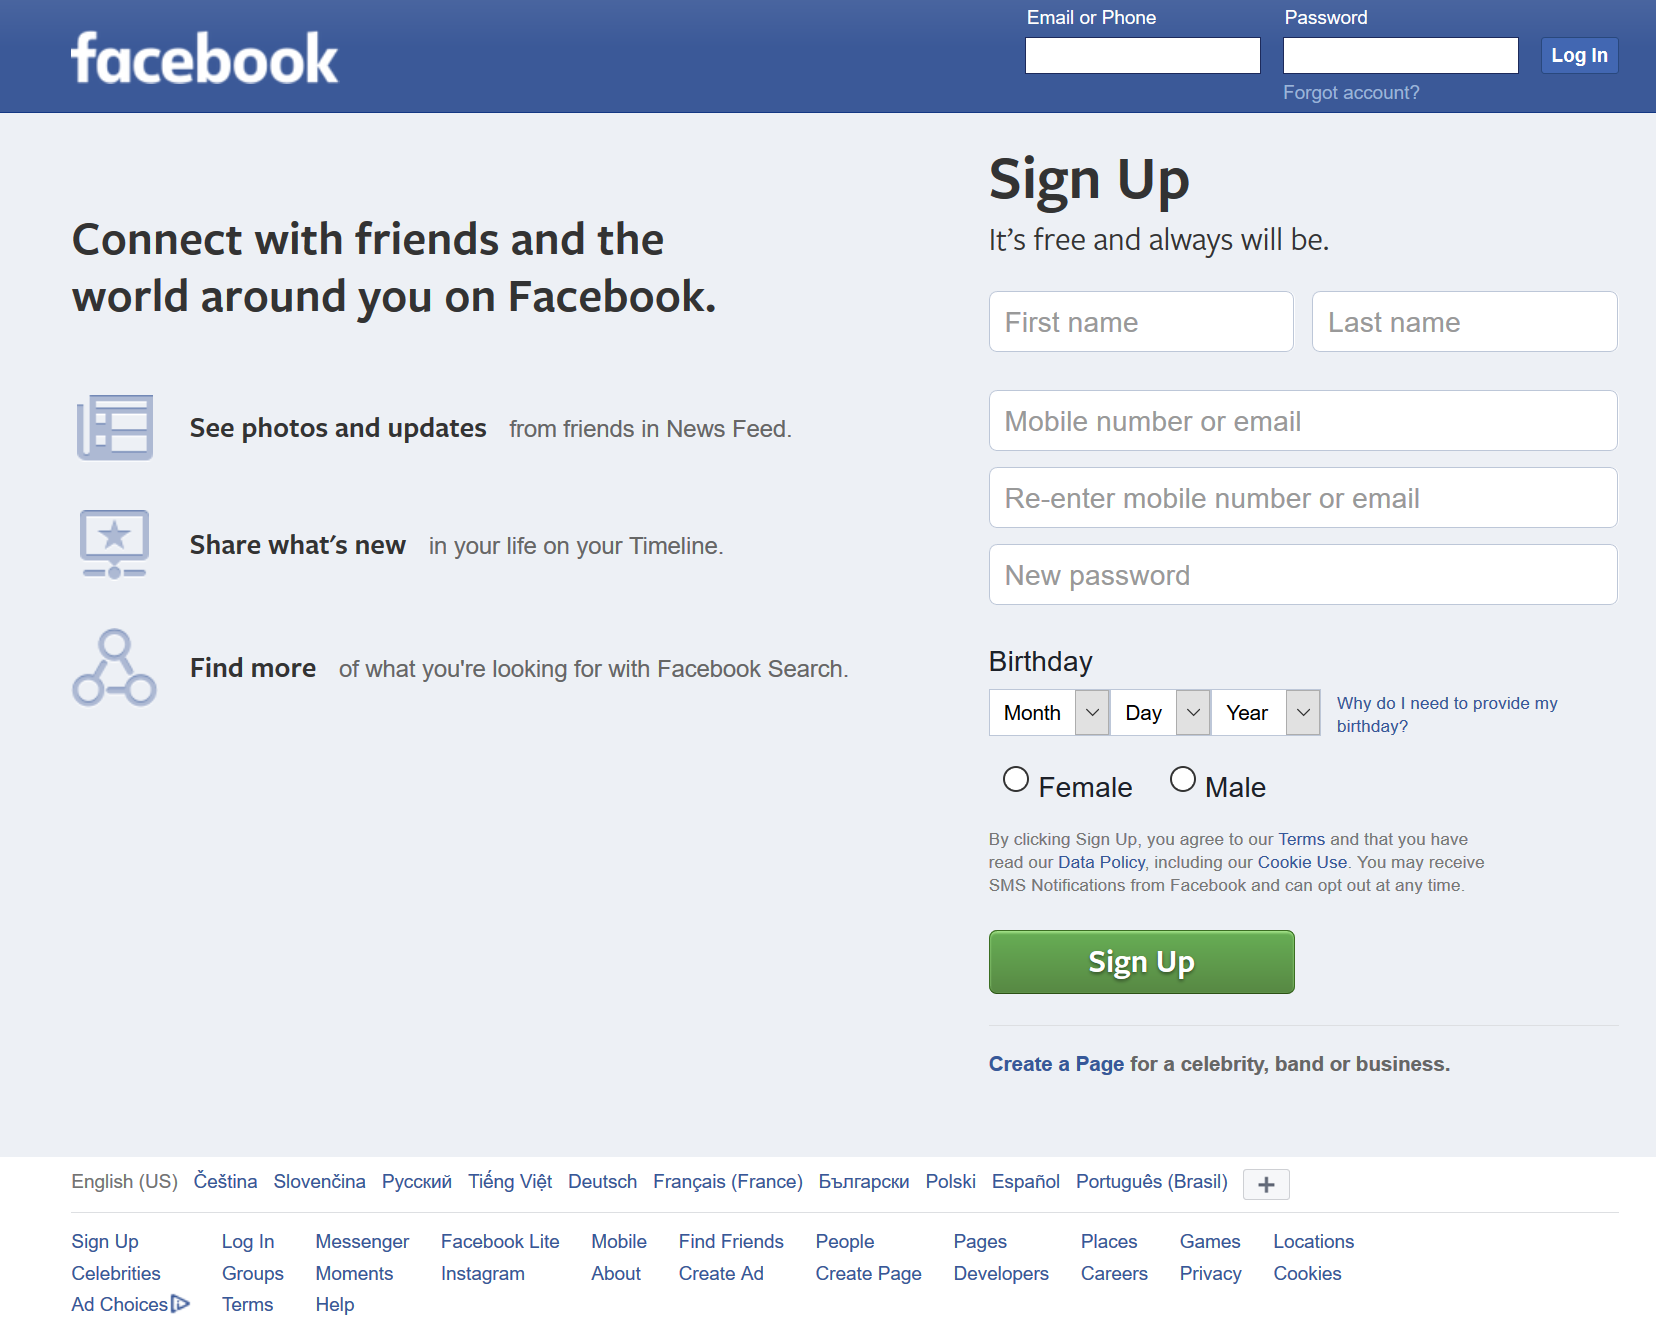 facebook
Email or Phone
Password
Log In
Forgot account?
Connect with friends and the
world around you on Facebook.
See photos and updates from friends in News Feed.
Share what's new in your life on your Timeline.
Find more of what you're looking for with Facebook Search.
Sign Up
It’s free and always will be.
First name
Last name
Mobile number or email
Re-enter mobile number or email
New password
Birthday
Month Day Year
Why do I need to provide my
birthday?
Female Male
By clicking Sign Up, you agree to our Terms and that you have
read our Data Policy, including our Cookie Use. You may receive
SMS Notifications from Facebook and can opt out at any time.
Sign Up
Create a Page for a celebrity, band or business.
English (US) Čeština Slovenčina Русский Tiếng Việt Deutsch Français (France) Български Polski Español Português (Brasil) +
Sign Up Log In Messenger Facebook Lite Mobile Find Friends People Pages Places Games Locations
Celebrities Groups Moments Instagram About Create Ad Create Page Developers Careers Privacy Cookies
Ad Choices Terms Help